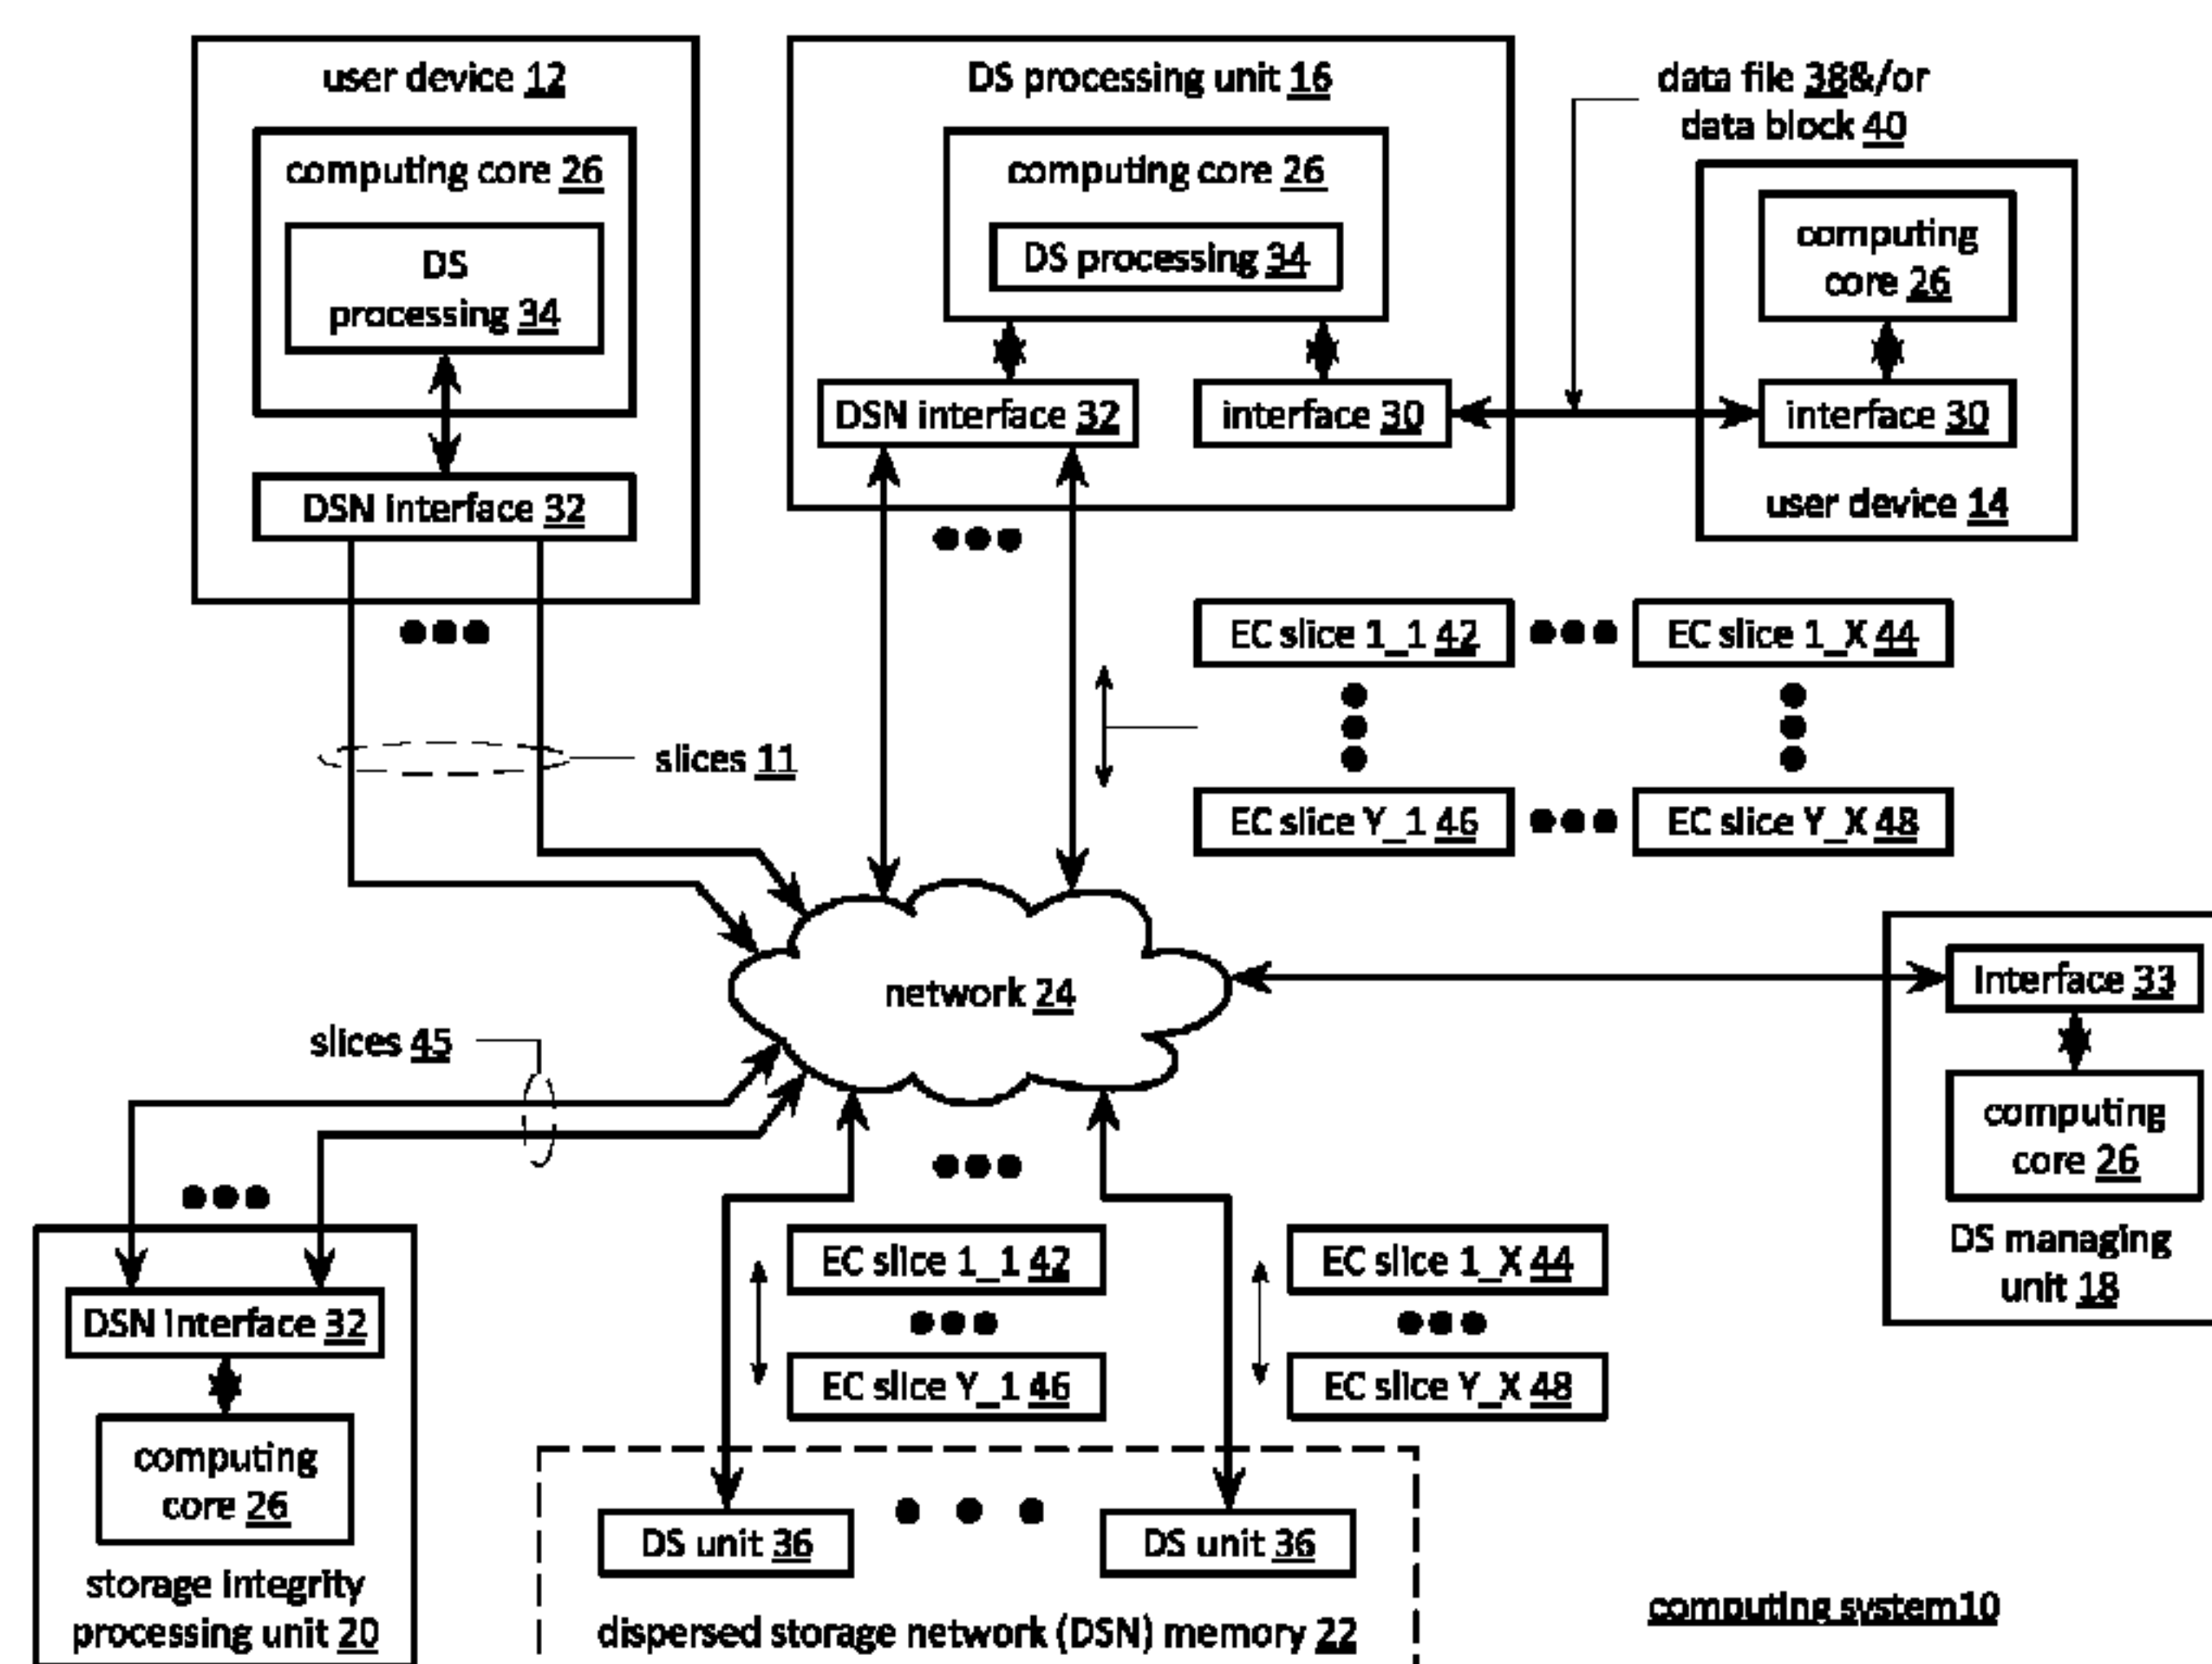 user device 12
computing core 26
DS
processing 34
DSN interface 32
slices 11
DS processing unit 16
computing core 26
DS processing 34
DSN interface 32
interface 30
data file 38&/or
data block 40
computing
core 26
interface 30
user device 14
EC slice 1_1 42
EC slice 1_X 44
EC slice Y_1 46
EC slice Y_X 48
network 24
interface 33
computing
core 26
DS managing
unit 18
slices 45
DSN interface 32
computing
core 26
storage integrity
processing unit 20
EC slice 1_1 42
EC slice 1_X 44
EC slice Y_1 46
EC slice Y_X 48
DS unit 36
DS unit 36
dispersed storage network (DSN) memory 22
computing system10